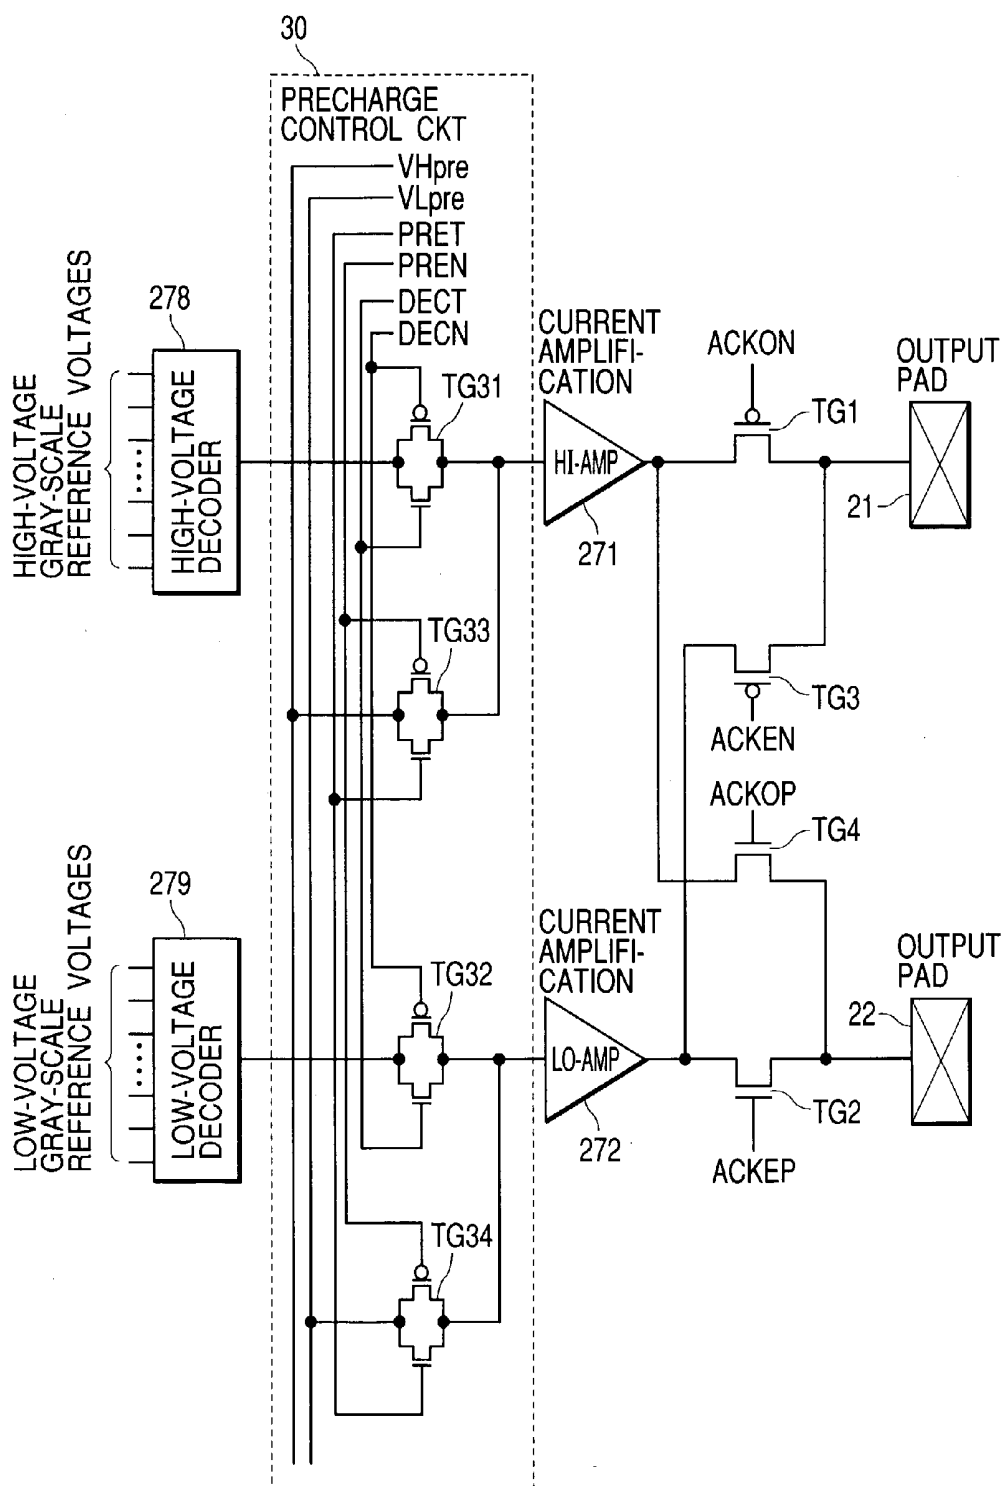 30
PRECHARGE
CONTROL CKT
VHpre
VLpre
PRET
PREN
DECT
DECN
HIGH-VOLTAGE
GRAY-SCALE
REFERENCE VOLTAGES
278
HIGH-VOLTAGE
DECODER
TG31
CURRENT
AMPLIFI-
CATION
HI-AMP
271
ACKON
TG1
OUTPUT
PAD
21
TG33
TG3
ACKEN
ACKOP
TG4
LOW-VOLTAGE
GRAY-SCALE
REFERENCE VOLTAGES
279
LOW-VOLTAGE
DECODER
TG32
CURRENT
AMPLIFI-
CATION
LO-AMP
272
OUTPUT
PAD
22
TG2
ACKEP
TG34